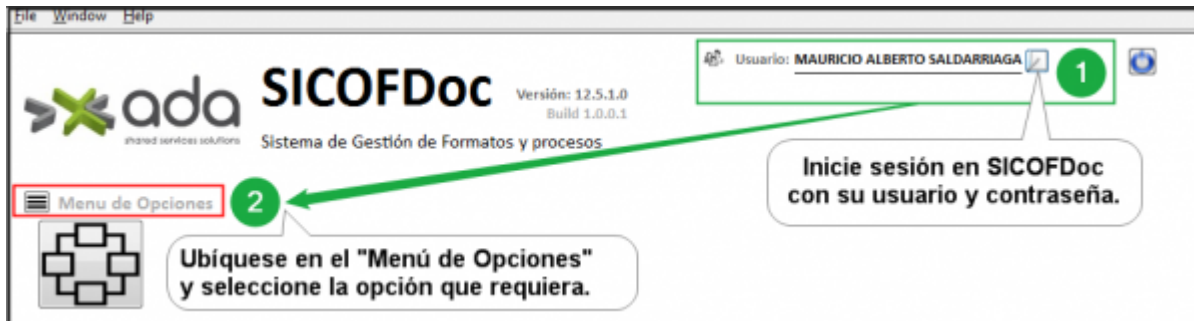 File Window Help
Usuario: MAURICIO ALBERTO SALDARRIAGA
1
ada
shared services solutions
SICOFDoc
Versión: 12.5.1.0
Build 1.0.0.1
Sistema de Gestión de Formatos y procesos
Inicie sesión en SICOFDoc
con su usuario y contraseña.
Menu de Opciones
2
Ubíquese en el "Menú de Opciones"
y seleccione la opción que requiera.